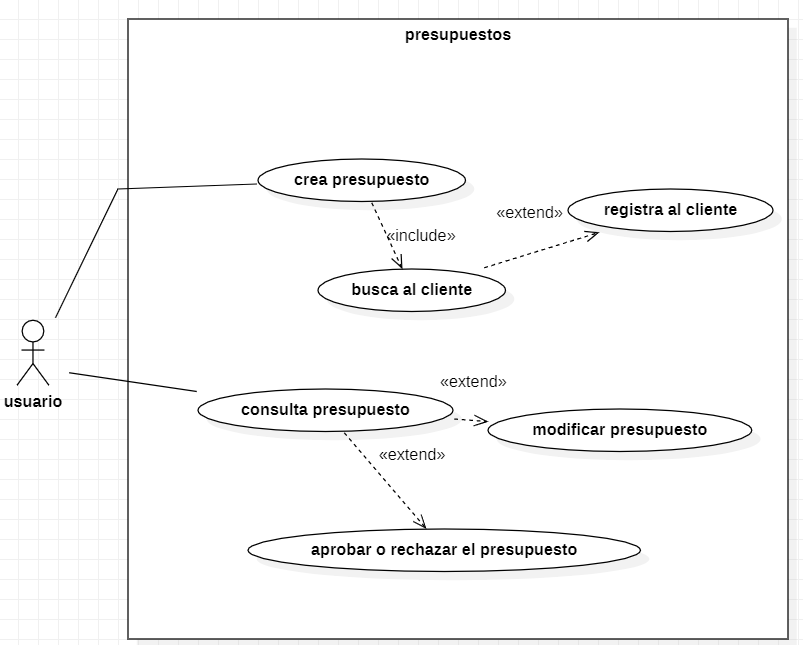 presupuestos
crea presupuesto
«extend»
registra al cliente
«include»
busca al cliente
usuario
«extend»
consulta presupuesto
modificar presupuesto
«extend»
aprobar o rechazar el presupuesto